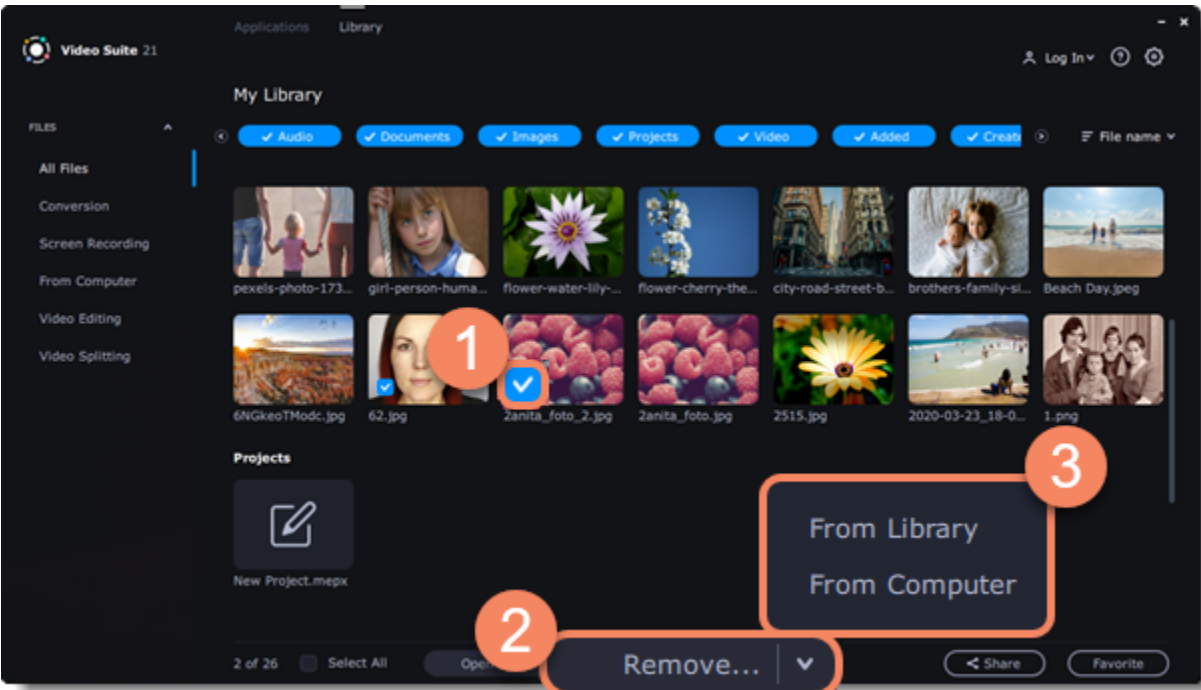 Applications Library
Video Suite 21
Log In
My Library
FILES
Audio Documents Images Projects Video Added
File name
All Files
Conversion
Screen Recording
From Computer
Video Editing
Video Splitting
pexels-photo-173... girl-person-huma... flower-water-lily-... flower-cherry-the... city-road-street-b... brothers-family-si... Beach Day.jpeg
1
6NGkeoTModc.jpg 62.jpg 2anita_foto_2.jpg 2anita_foto.jpg 2515.jpg 2020-03-23_18-0... 1.png
Projects
3
From Library
From Computer
New Project.mepx
2
2 of 26 Select All Remove... Share Favorite